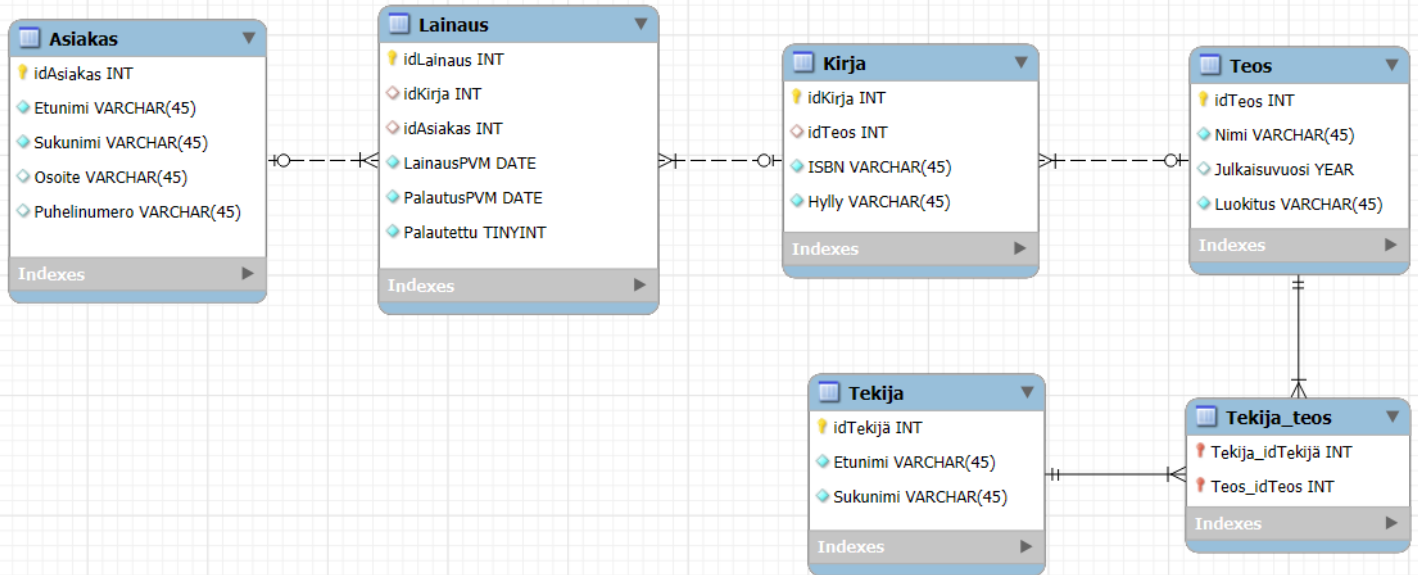 Asiakas
idAsiakas INT
Etunimi VARCHAR(45)
Sukunimi VARCHAR(45)
Osoite VARCHAR(45)
Puhelinumero VARCHAR(45)
Indexes
Lainaus
idLainaus INT
idKirja INT
idAsiakas INT
LainausPVM DATE
PalautusPVM DATE
Palautettu TINYINT
Indexes
Kirja
idKirja INT
idTeos INT
ISBN VARCHAR(45)
Hylly VARCHAR(45)
Indexes
Teos
idTeos INT
Nimi VARCHAR(45)
Julkaisuvuosi YEAR
Luokitus VARCHAR(45)
Indexes
Tekija
idTekijä INT
Etunimi VARCHAR(45)
Sukunimi VARCHAR(45)
Indexes
Tekija_teos
Tekija_idTekijä INT
Teos_idTeos INT
Indexes